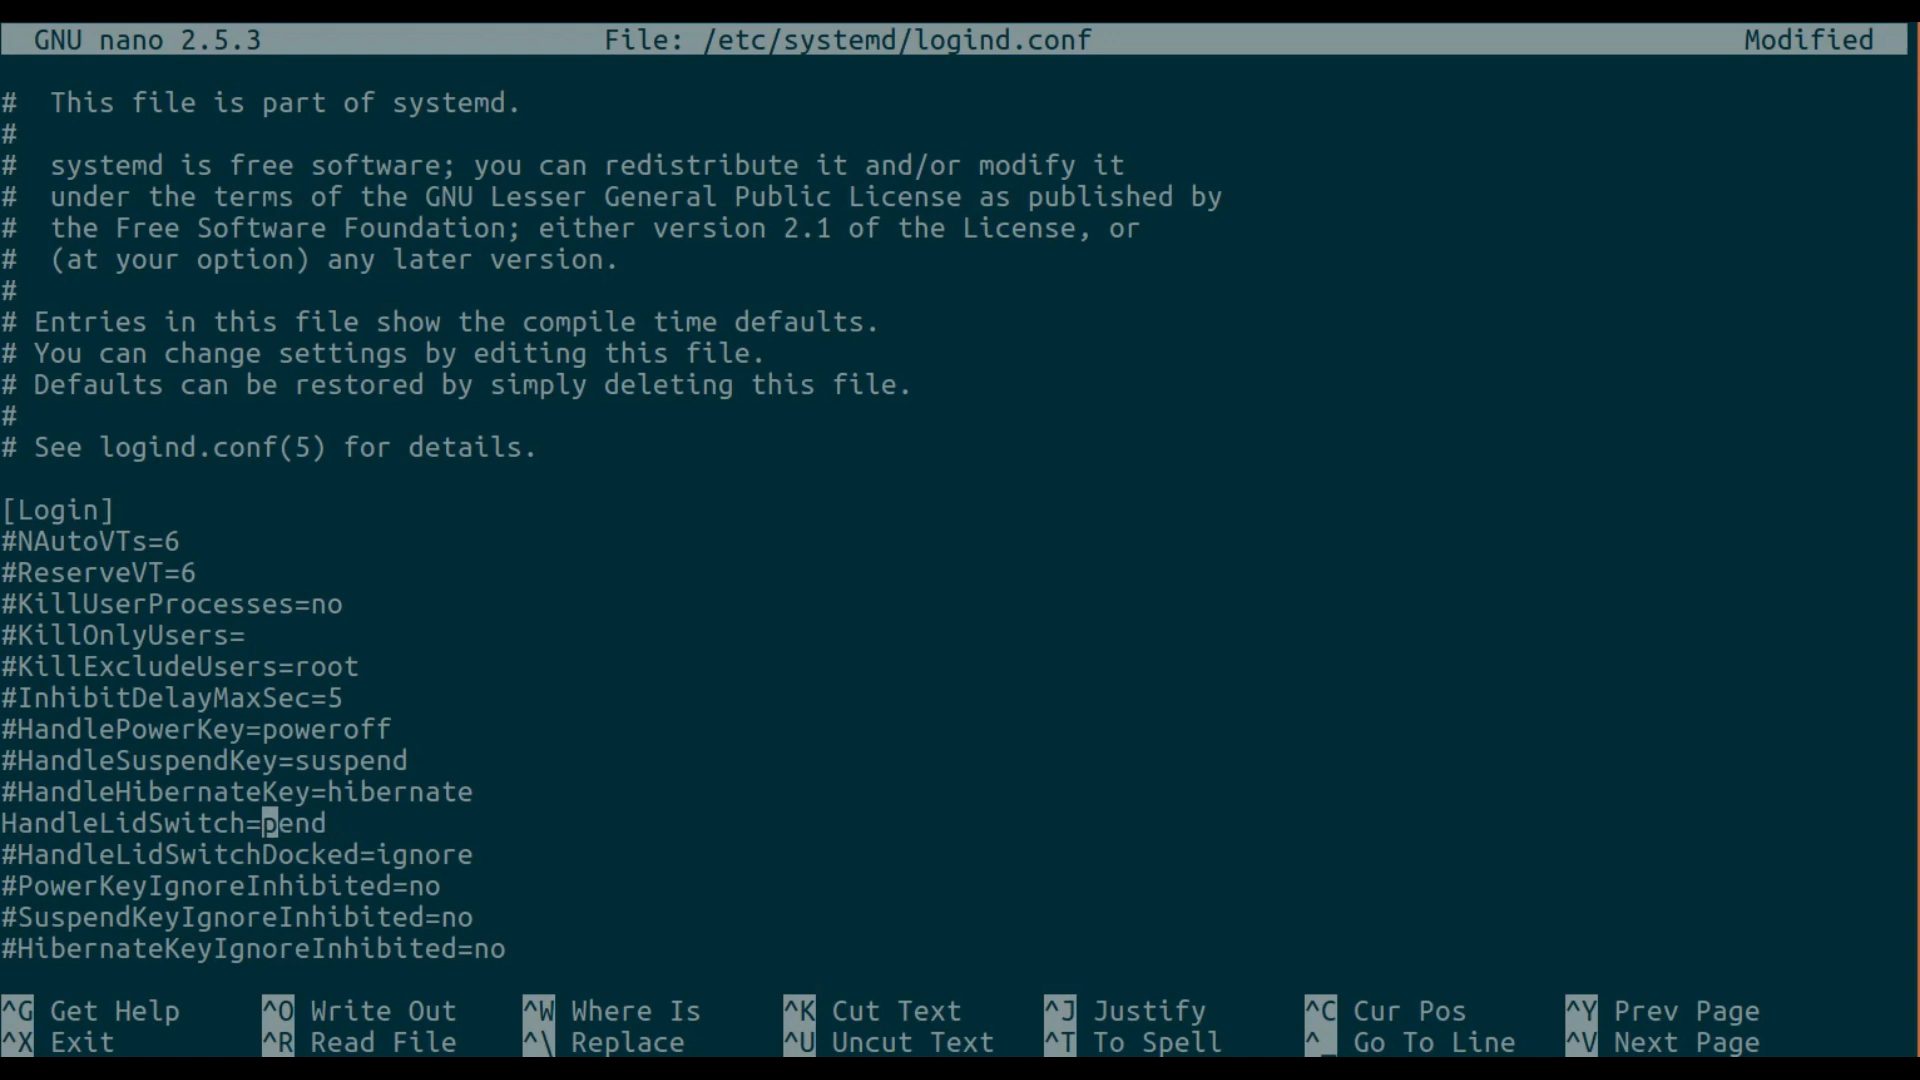 GNU nano 2.5.3 File: /etc/systemd/logind.conf Modified
#  This file is part of systemd.
#
#  systemd is free software; you can redistribute it and/or modify it
#  under the terms of the GNU Lesser General Public License as published by
#  the Free Software Foundation; either version 2.1 of the License, or
#  (at your option) any later version.
#
# Entries in this file show the compile time defaults.
# You can change settings by editing this file.
# Defaults can be restored by simply deleting this file.
#
# See logind.conf(5) for details.
[Login]
#NAutoVTs=6
#ReserveVT=6
#KillUserProcesses=no
#KillOnlyUsers=
#KillExcludeUsers=root
#InhibitDelayMaxSec=5
#HandlePowerKey=poweroff
#HandleSuspendKey=suspend
#HandleHibernateKey=hibernate
HandleLidSwitch=pend
#HandleLidSwitchDocked=ignore
#PowerKeyIgnoreInhibited=no
#SuspendKeyIgnoreInhibited=no
#HibernateKeyIgnoreInhibited=no
^G Get Help ^O Write Out ^W Where Is ^K Cut Text ^J Justify ^C Cur Pos ^Y Prev Page
^X Exit ^R Read File ^\ Replace ^U Uncut Text ^T To Spell ^_ Go To Line ^V Next Page